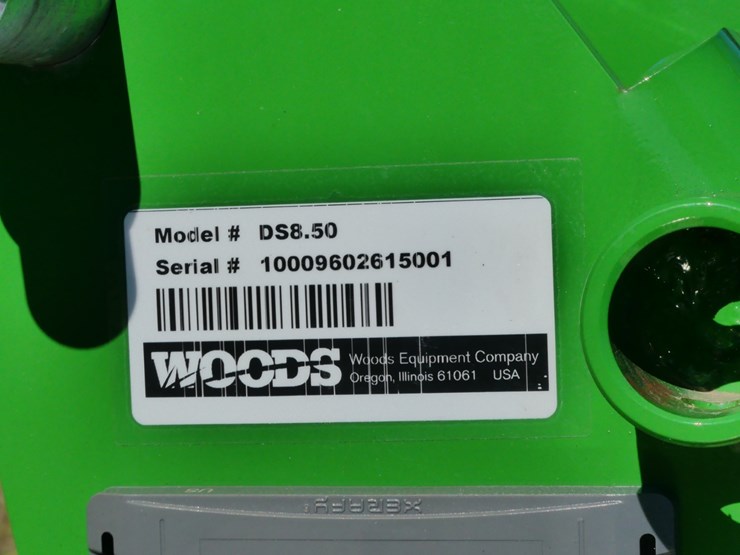 Model # DS8.50
Serial # 10009602615001
WOODS
Woods Equipment Company
Oregon, Illinois 61061 USA